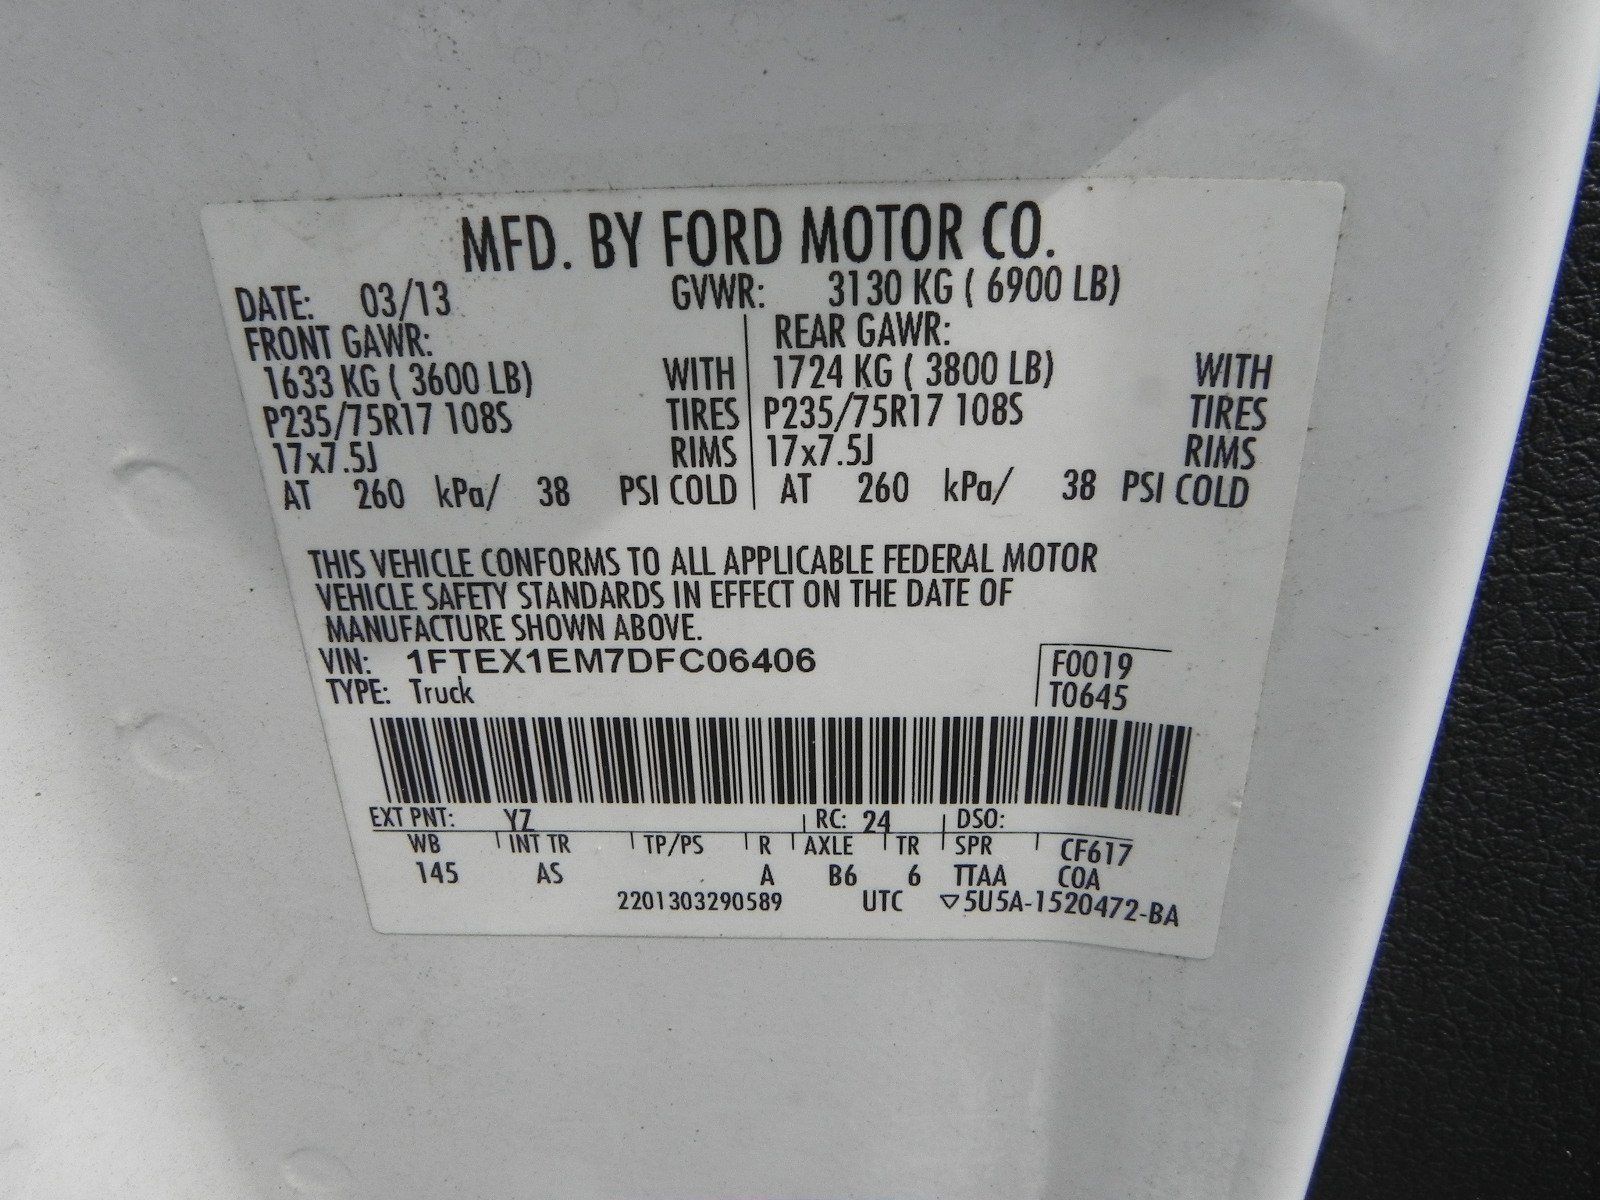 MFD. BY FORD MOTOR CO.
DATE: 03/13 GVWR: 3130 KG ( 6900 LB)
FRONT GAWR: REAR GAWR:
1633 KG ( 3600 LB) WITH 1724 KG ( 3800 LB) WITH
P235/75R17 108S TIRES P235/75R17 108S TIRES
17x7.5J RIMS 17x7.5J RIMS
AT 260 kPa/ 38 PSI COLD AT 260 kPa/ 38 PSI COLD
THIS VEHICLE CONFORMS TO ALL APPLICABLE FEDERAL MOTOR
VEHICLE SAFETY STANDARDS IN EFFECT ON THE DATE OF
MANUFACTURE SHOWN ABOVE.
VIN: 1FTEX1EM7DFC06406 F0019
TYPE: Truck T0645
EXT PNT: YZ RC: 24 DSO:
WB INT TR TP/PS R AXLE TR SPR CF617
145 AS A B6 6 TTAA COA
2201303290589 UTC ▽5U5A-1520472-BA